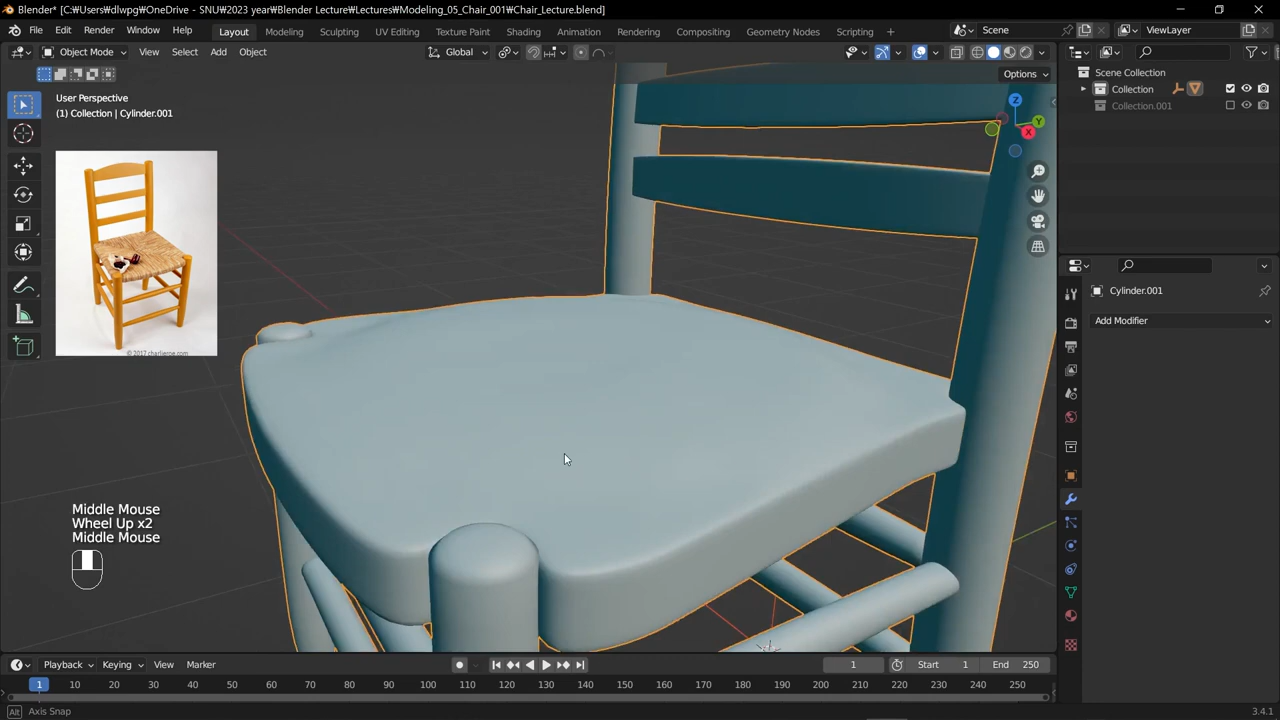 Blender* [C:₩Users₩dlwpg₩OneDrive - SNU₩2023 year₩Blender Lecture₩Lectures₩Modeling_05_Chair_001₩Chair_Lecture.blend]
File Edit Render Window Help Layout Modeling Sculpting UV Editing Texture Paint Shading Animation Rendering Compositing Geometry Nodes Scripting Scene ViewLayer
Object Mode View Select Add Object Global
Options
Scene Collection
Collection
Collection.001
User Perspective
(1) Collection | Cylinder.001
Z
Y
X
© 2017 charlieroe.com
Cylinder.001
Add Modifier
Middle Mouse
Wheel Up x2
Middle Mouse
Playback Keying View Marker 1 Start 1 End 250
1 10 20 30 40 50 60 70 80 90 100 110 120 130 140 150 160 170 180 190 200 210 220 230 240 250
Alt Axis Snap 3.4.1